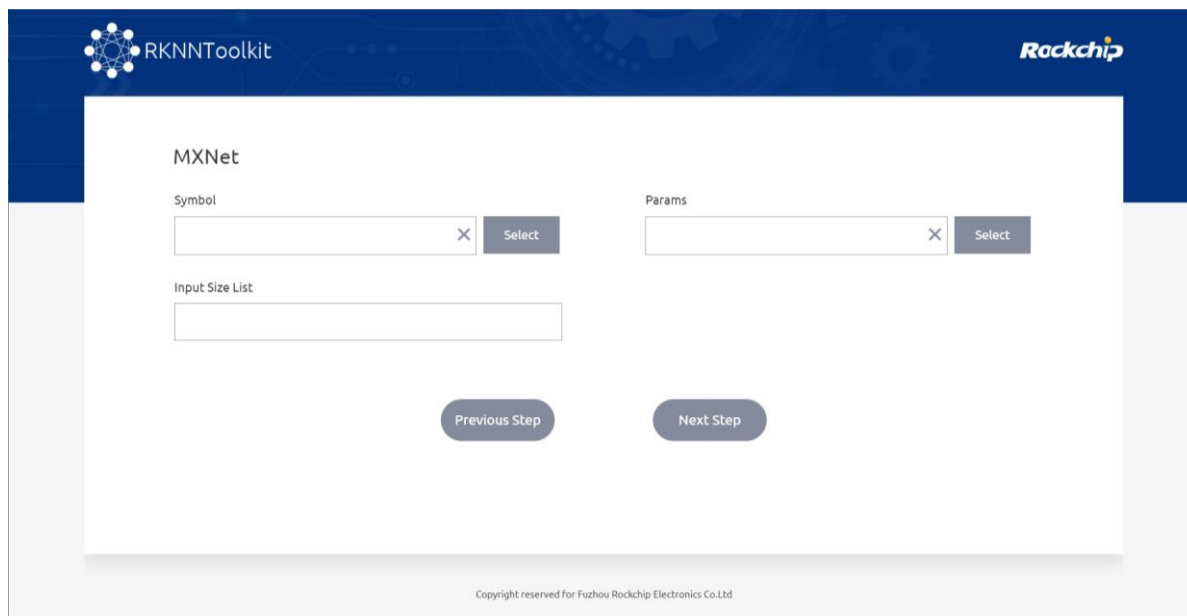 RKNNToolkit
Rockchip
MXNet
Symbol
Params
Select
Select
Input Size List
Previous Step
Next Step
Copyright reserved for Fuzhou Rockchip Electronics Co.Ltd